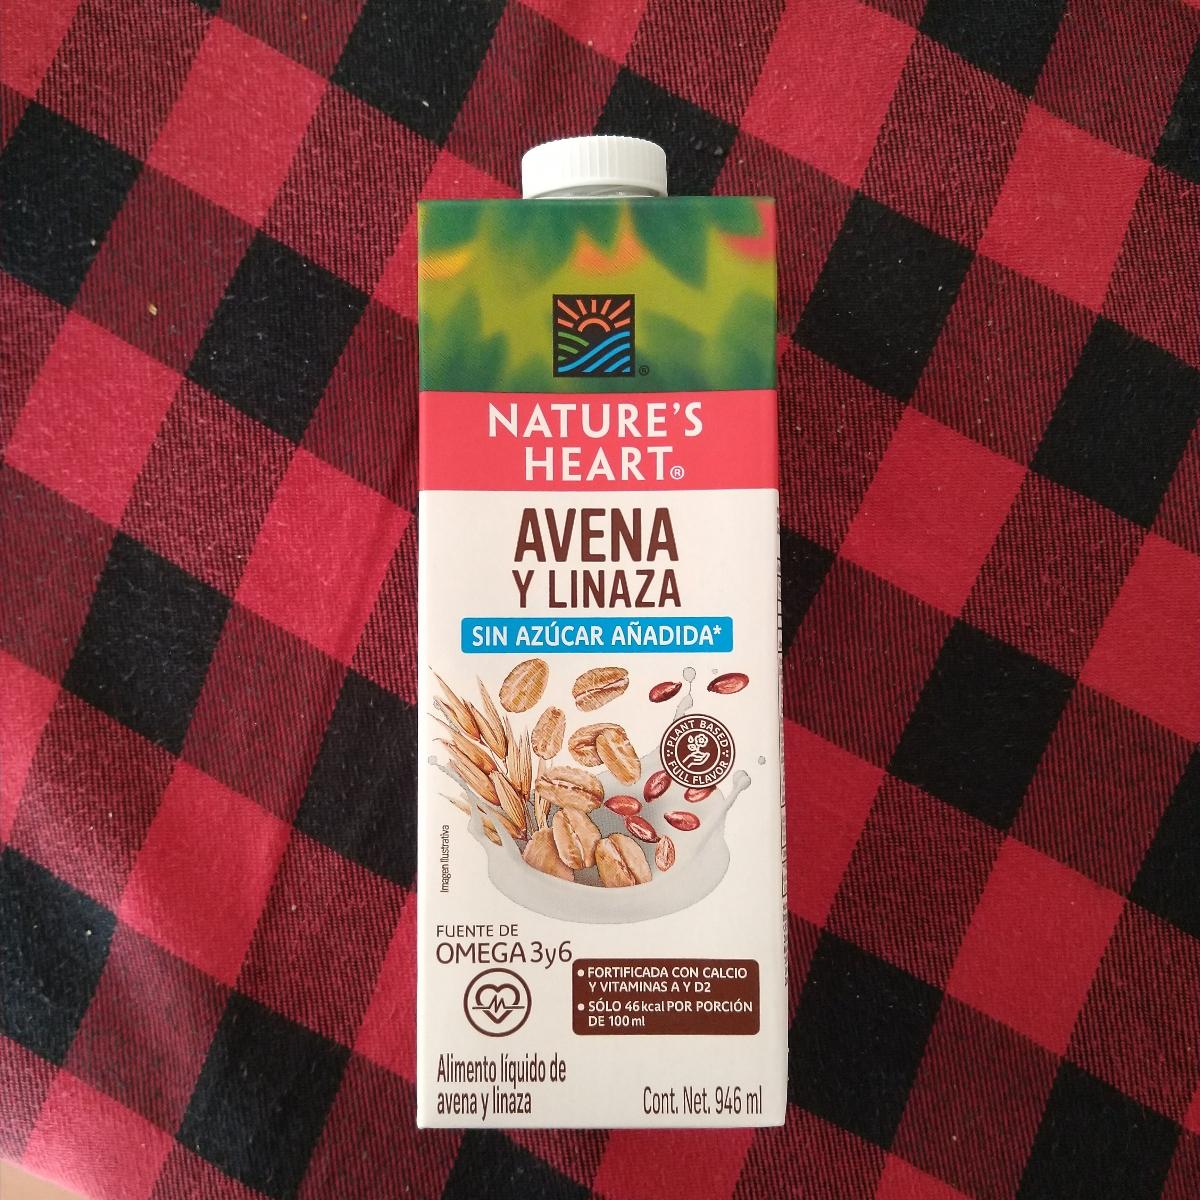 NATURE'S
HEART®
AVENA
Y LINAZA
SIN AZÚCAR AÑADIDA*
PLANT BASED
FULL FLAVOR
Imagen Ilustrativa
FUENTE DE
OMEGA 3y6
• FORTIFICADA CON CALCIO
Y VITAMINAS A Y D2
• SÓLO 46 kcal POR PORCIÓN
DE 100 ml
Alimento líquido de
avena y linaza
Cont. Net. 946 ml